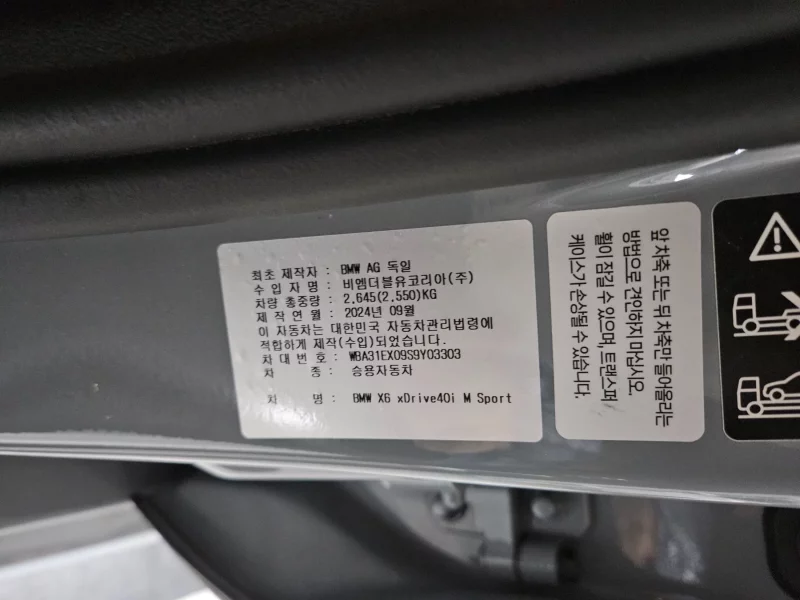 최초 제작자 : BMW AG 독일
수 입 자 명 : 비엠더블유코리아(주)
차량 총중량 : 2,645(2,550)KG
제 작 연 월 : 2024년 09월
이 자동차는 대한민국 자동차관리법령에
적합하게 제작(수입)되었습니다.
차 대 번 호 : WBA31EX09S9Y03303
차 종 : 승용자동차
차 명 : BMW X6 xDrive40i M Sport
앞 차축 또는 뒤 차축만 들어올리는
방법으로 견인하지 마십시오.
휠이 잠길 수 있으며, 트랜스퍼
케이스가 손상될 수 있습니다.